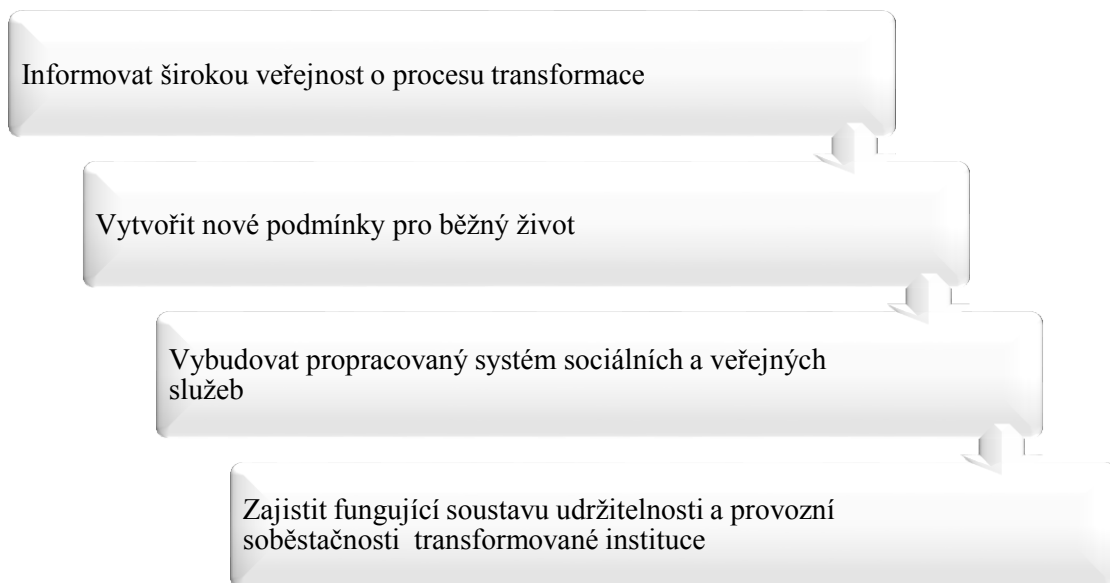 Informovat širokou veřejnost o procesu transformace
Vytvořit nové podmínky pro běžný život
Vybudovat propracovaný systém sociálních a veřejných
služeb
Zajistit fungující soustavu udržitelnosti a provozní
soběstačnosti  transformované instituce